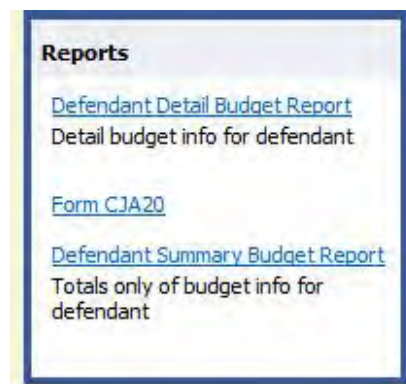 Reports
Defendant Detail Budget Report
Detail budget info for defendant
Form CJA20
Defendant Summary Budget Report
Totals only of budget info for
defendant